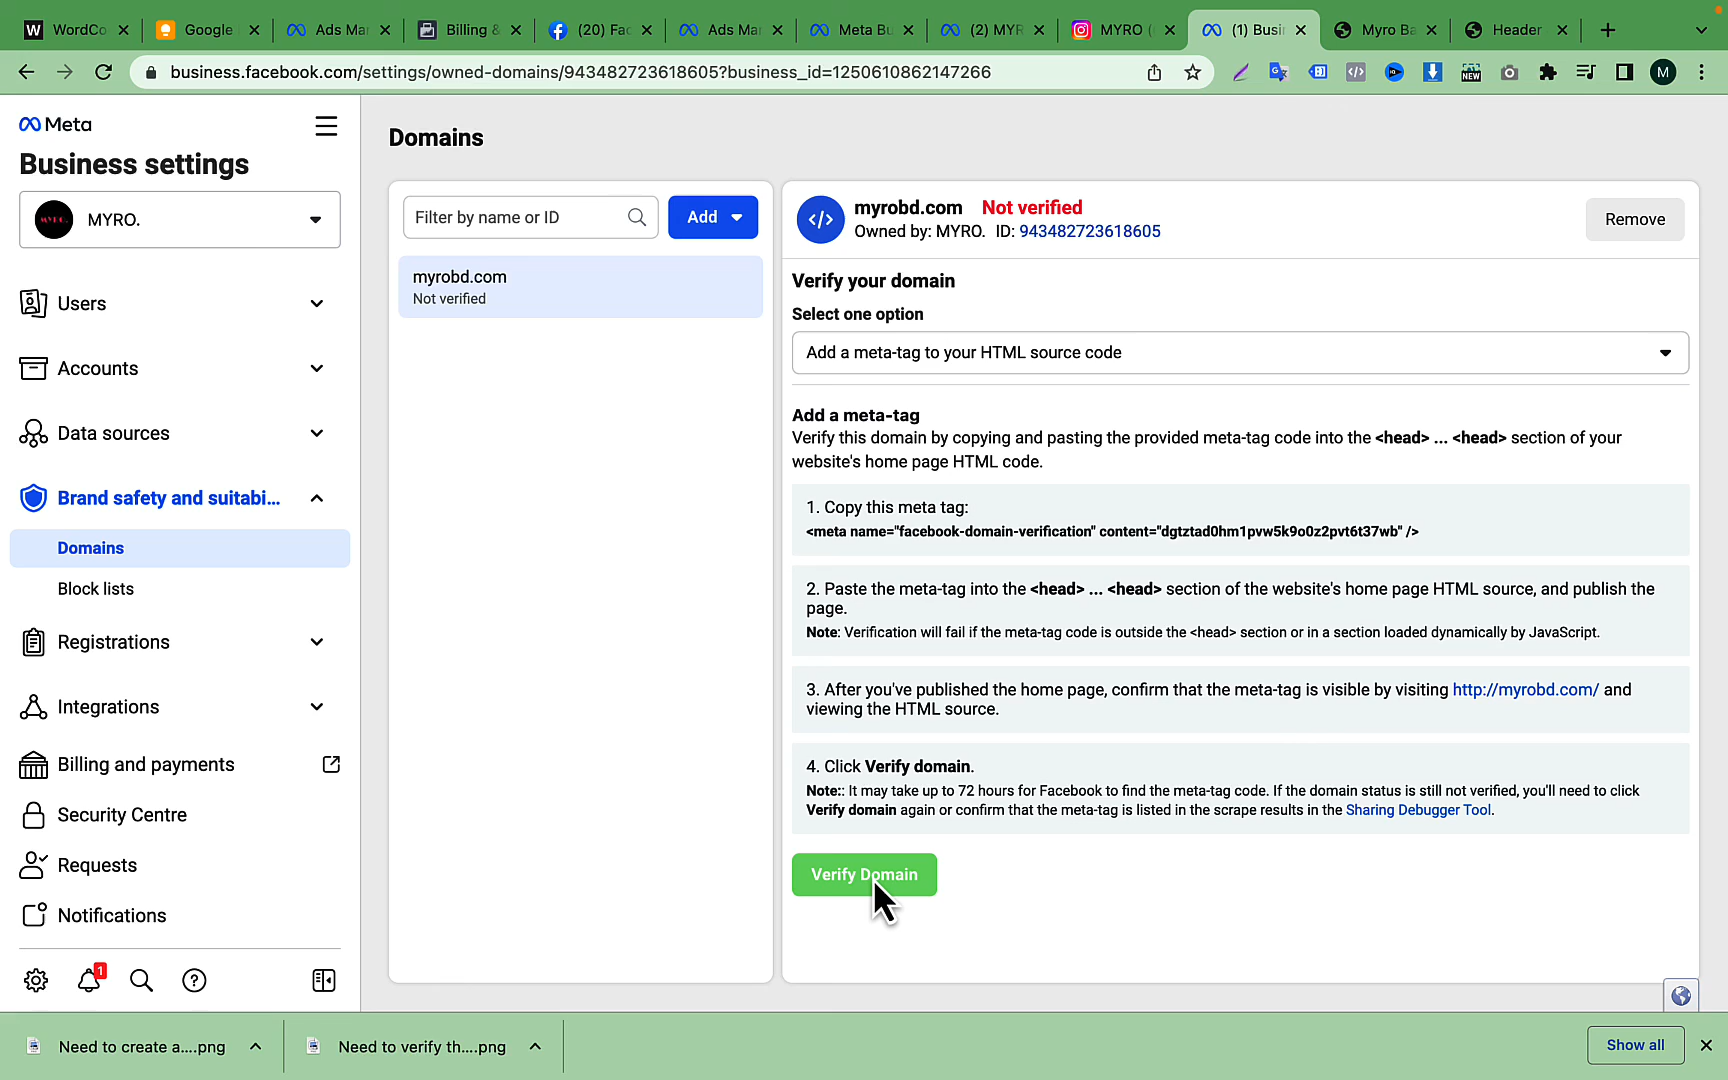 WordCo
Google
Ads Mar
Billing &
(20) Fac
Ads Mar
Meta Bu
(2) MYR
MYRO (
(1) Busi
Myro Ba
Header
business.facebook.com/settings/owned-domains/943482723618605?business_id=1250610862147266
NEW
M
Meta
Business settings
MYRO.
Users
Accounts
Data sources
Brand safety and suitabi...
Domains
Block lists
Registrations
Integrations
Billing and payments
Security Centre
Requests
Notifications
1
Domains
Filter by name or ID
Add
myrobd.com
Not verified
myrobd.com Not verified
Owned by: MYRO. ID: 943482723618605
Remove
Verify your domain
Select one option
Add a meta-tag to your HTML source code
Add a meta-tag
Verify this domain by copying and pasting the provided meta-tag code into the <head> ... <head> section of your
website's home page HTML code.
1. Copy this meta tag:
<meta name="facebook-domain-verification" content="dgtztad0hm1pvw5k9o0z2pvt6t37wb" />
2. Paste the meta-tag into the <head> ... <head> section of the website's home page HTML source, and publish the
page.
Note: Verification will fail if the meta-tag code is outside the <head> section or in a section loaded dynamically by JavaScript.
3. After you've published the home page, confirm that the meta-tag is visible by visiting http://myrobd.com/ and
viewing the HTML source.
4. Click Verify domain.
Note:: It may take up to 72 hours for Facebook to find the meta-tag code. If the domain status is still not verified, you'll need to click
Verify domain again or confirm that the meta-tag is listed in the scrape results in the Sharing Debugger Tool.
Verify Domain
Need to create a....png
Need to verify th....png
Show all